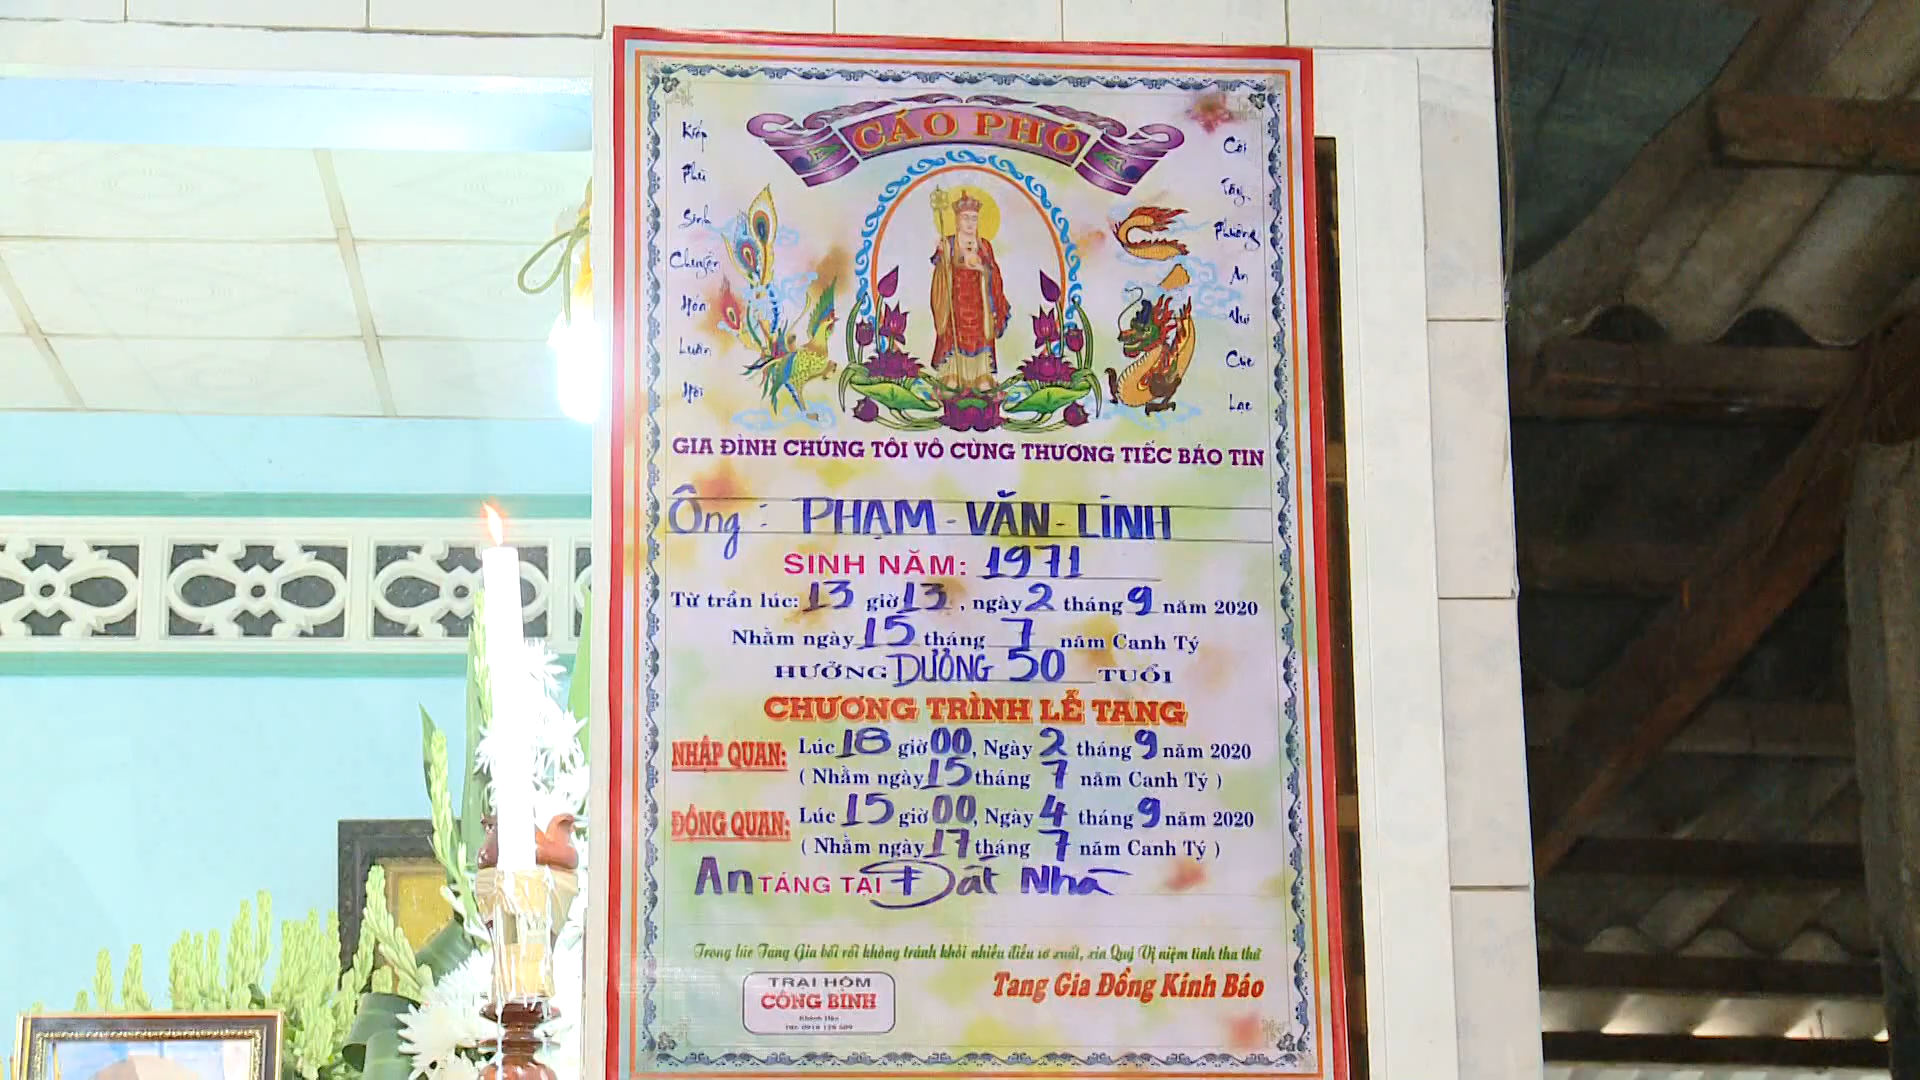 CÁO PHÓ
Kiếp
Phù
Sinh
Chuyển
Hóa
Luân
Hồi
Cõi
Tây
Phương
An
Vui
Cực
Lạc
GIA ĐÌNH CHÚNG TÔI VÔ CÙNG THƯƠNG TIẾC BÁO TIN
Ông : PHẠM - VĂN - LINH
SINH NĂM: 1971
Từ trần lúc: 13 giờ 13, ngày 2 tháng 9 năm 2020
Nhằm ngày 15 tháng 7 năm Canh Tý
HƯỞNG DƯƠNG 50 TUỔI
CHƯƠNG TRÌNH LỄ TANG
NHẬP QUAN: Lúc 18 giờ 00, Ngày 2 tháng 9 năm 2020
( Nhằm ngày 15 tháng 7 năm Canh Tý )
ĐỘNG QUAN: Lúc 15 giờ 00, Ngày 4 tháng 9 năm 2020
( Nhằm ngày 17 tháng 7 năm Canh Tý )
An TÁNG TẠI Đất Nhà
Trong lúc Tang Gia bối rối không tránh khỏi nhiều điều sơ xuất, xin Quý Vị niệm tình tha thứ
Tang Gia Đồng Kính Báo
TRẠI HÒM
CÔNG BÌNH